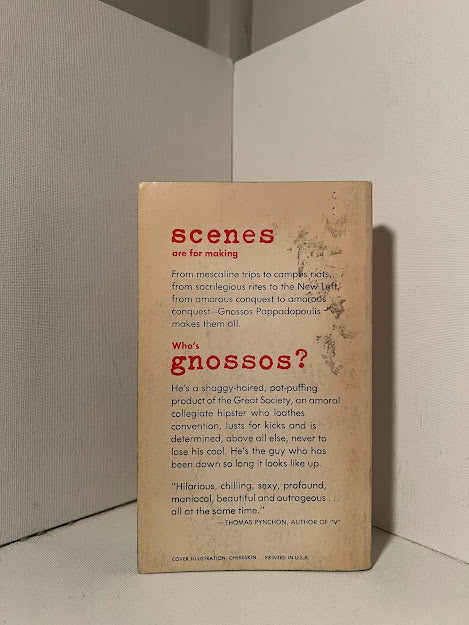 scenes
are for making
From mescaline trips to campus riots,
from sacrilegious rites to the New Left,
from amorous conquest to amorous
conquest—Gnossos Pappadopoulis
makes them all.
Who's
gnossos?
He's a shaggy-haired, pot-puffing
product of the Great Society, an amoral
collegiate hipster who loathes
convention, lusts for kicks and is
determined, above all else, never to
lose his cool. He's the guy who has
been down so long it looks like up.
"Hilarious, chilling, sexy, profound,
maniacal, beautiful and outrageous . . .
all at the same time."
—THOMAS PYNCHON, AUTHOR OF "V"
COVER ILLUSTRATION: CHERESKIN PRINTED IN U.S.A.